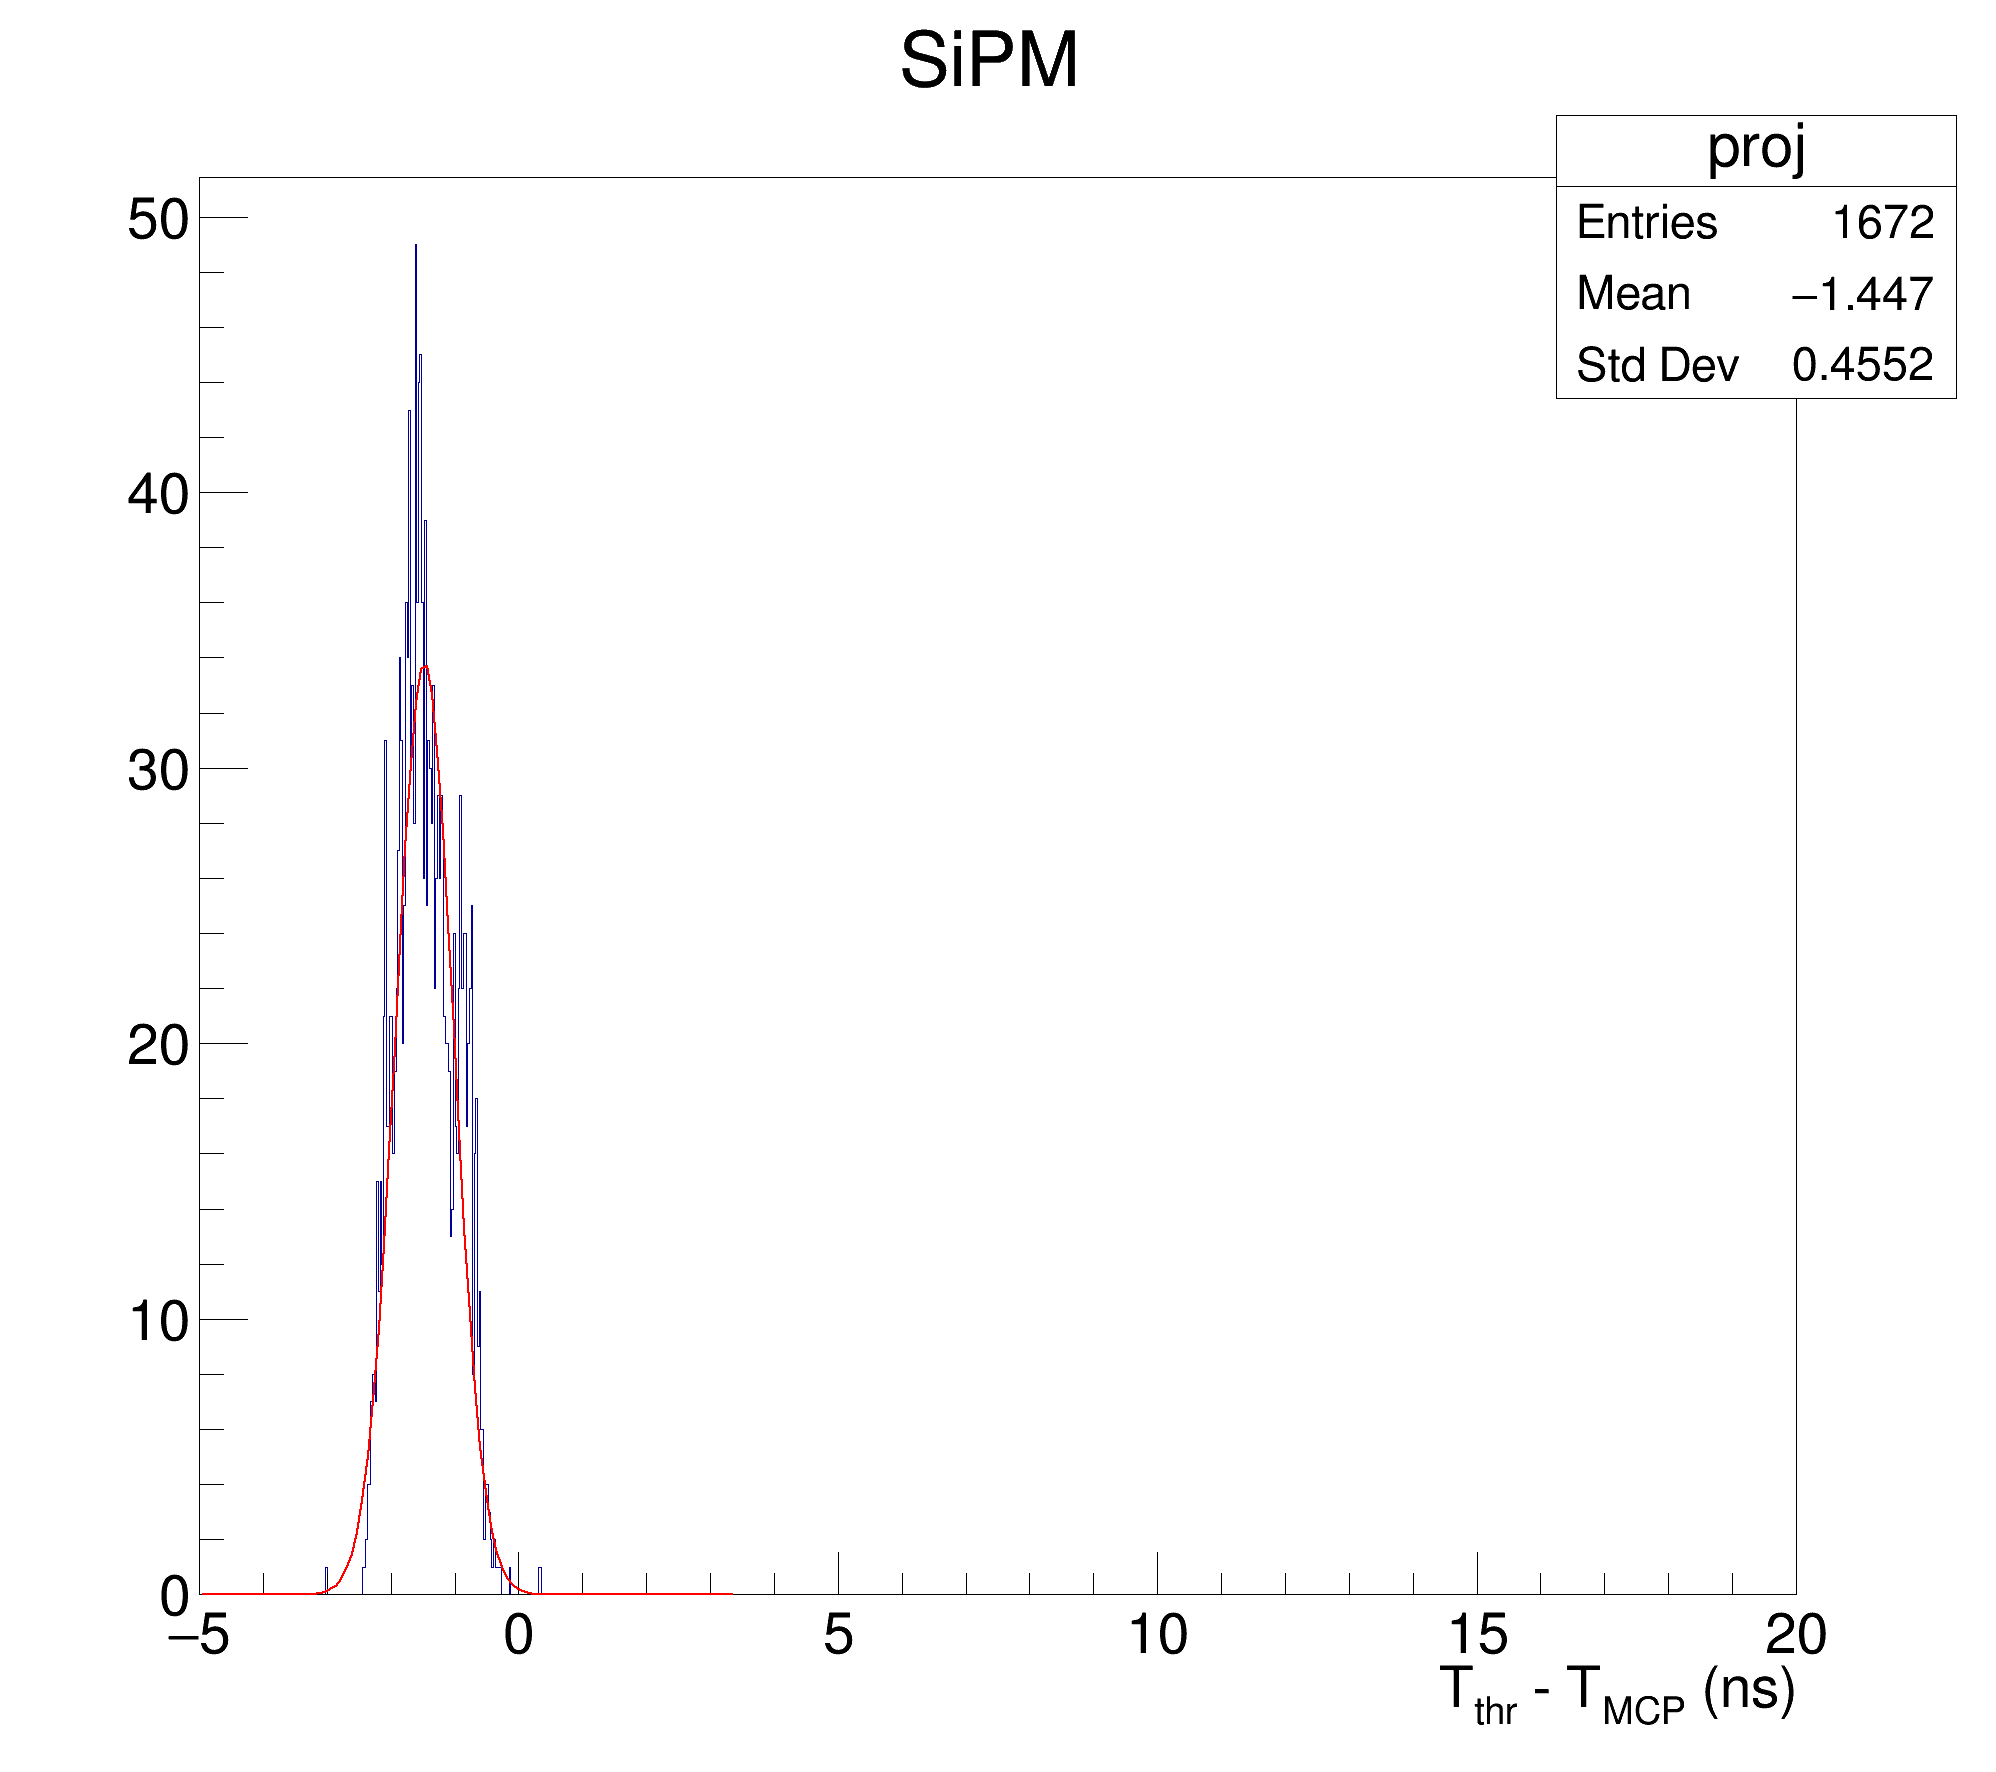 SiPM
proj
Entries 1672
Mean −1.447
Std Dev 0.4552
50
40
30
20
10
0
−5 0 5 10 15 20
T_thr - T_MCP (ns)